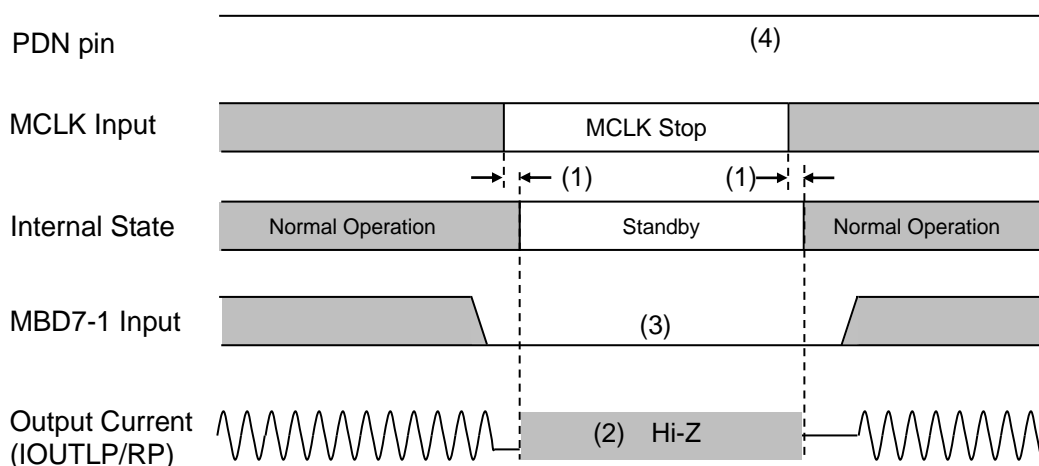 PDN pin
(4)
MCLK Input
MCLK Stop
(1)
(1)
Internal State
Normal Operation
Standby
Normal Operation
MBD7-1 Input
(3)
Output Current
(IOUTLP/RP)
(2) Hi-Z